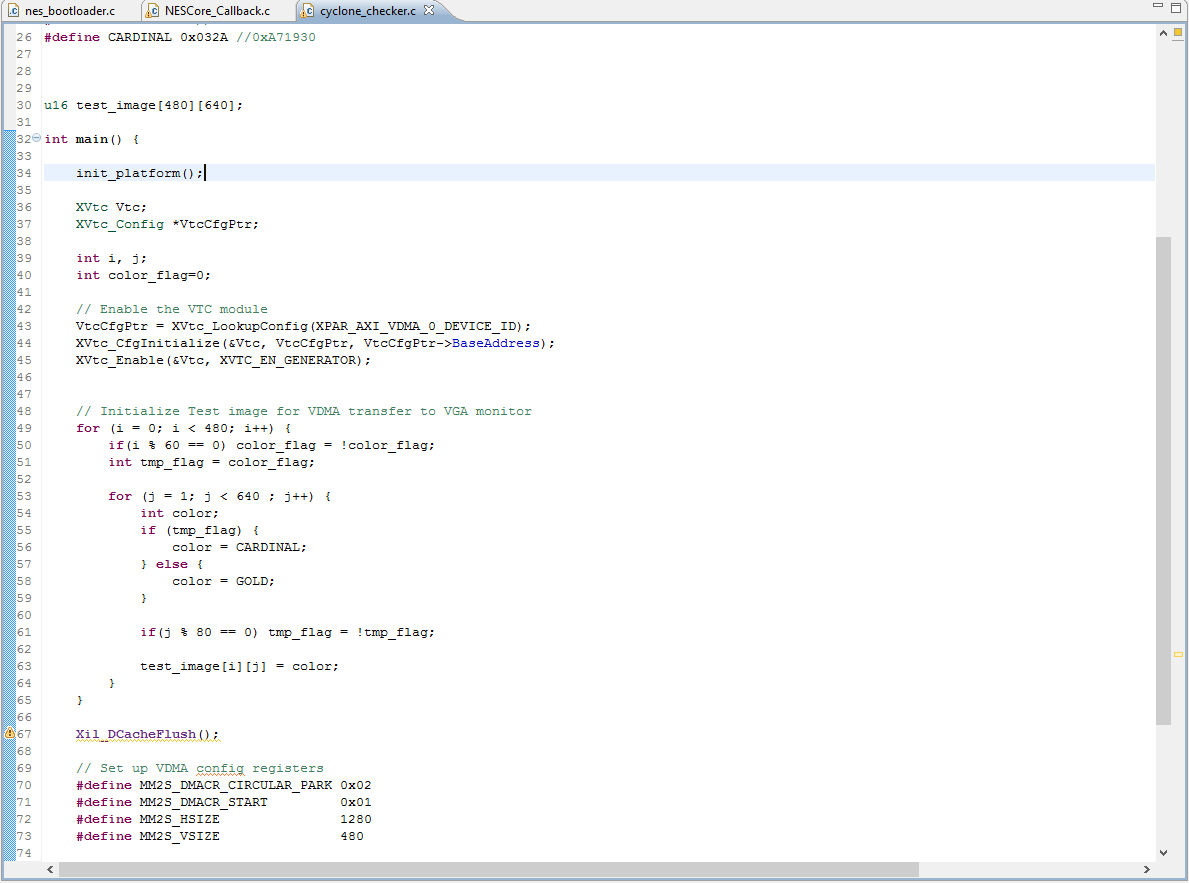 nes_bootloader.c NESCore_Callback.c cyclone_checker.c
26 #define CARDINAL 0x032A //0xA71930
27
28
29
30 u16 test_image[480][640];
31
32 int main() {
33
34     init_platform();
35
36     XVtc Vtc;
37     XVtc_Config *VtcCfgPtr;
38
39     int i, j;
40     int color_flag=0;
41
42     // Enable the VTC module
43     VtcCfgPtr = XVtc_LookupConfig(XPAR_AXI_VDMA_0_DEVICE_ID);
44     XVtc_CfgInitialize(&Vtc, VtcCfgPtr, VtcCfgPtr->BaseAddress);
45     XVtc_Enable(&Vtc, XVTC_EN_GENERATOR);
46
47
48     // Initialize Test image for VDMA transfer to VGA monitor
49     for (i = 0; i < 480; i++) {
50         if(i % 60 == 0) color_flag = !color_flag;
51         int tmp_flag = color_flag;
52
53         for (j = 1; j < 640 ; j++) {
54             int color;
55             if (tmp_flag) {
56                 color = CARDINAL;
57             } else {
58                 color = GOLD;
59             }
60
61             if(j % 80 == 0) tmp_flag = !tmp_flag;
62
63             test_image[i][j] = color;
64         }
65     }
66
67     Xil_DCacheFlush();
68
69     // Set up VDMA config registers
70     #define MM2S_DMACR_CIRCULAR_PARK 0x02
71     #define MM2S_DMACR_START         0x01
72     #define MM2S_HSIZE               1280
73     #define MM2S_VSIZE               480
74